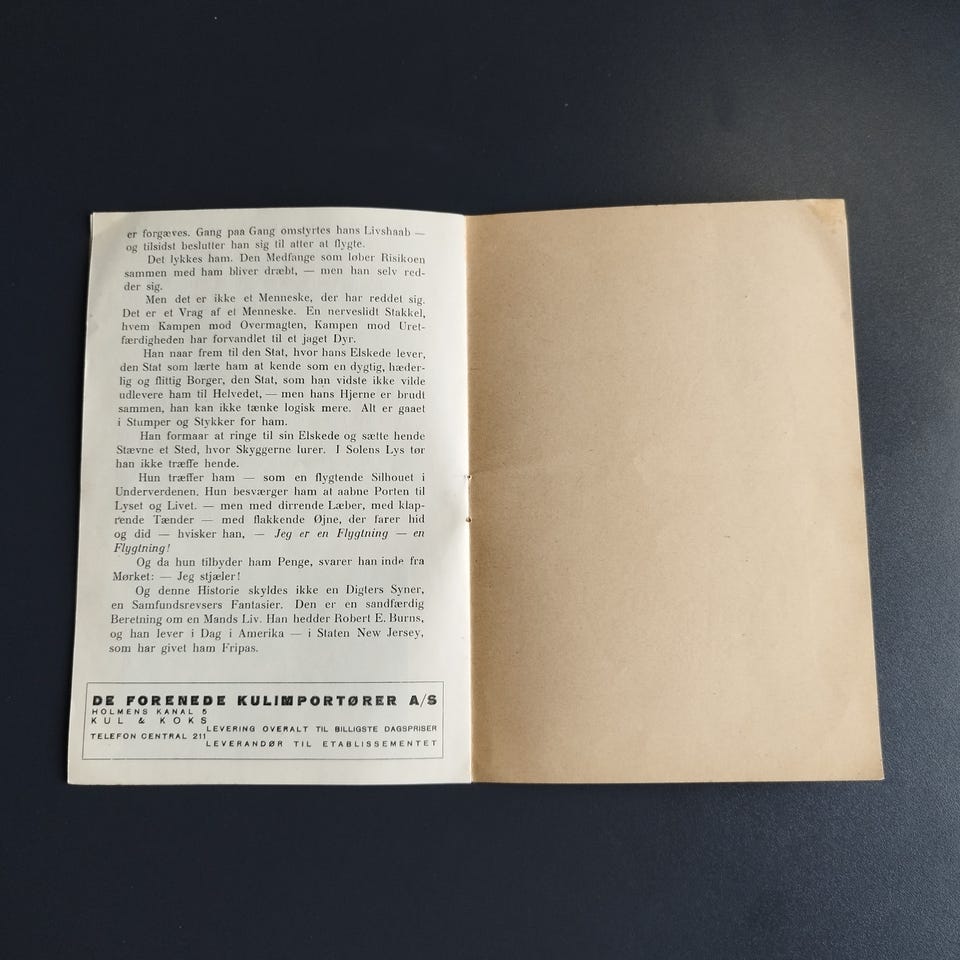 er forgæves. Gang paa Gang omstyrtes hans Livshaab —
og tilsidst beslutter han sig til atter at flygte.
Det lykkes ham. Den Medfange som løber Risikoen
sammen med ham bliver dræbt, — men han selv red-
der sig.
Men det er ikke et Menneske, der har reddet sig.
Det er et Vrag af et Menneske. En nerveslidt Stakkel,
hvem Kampen mod Overmagten, Kampen mod Uret-
færdigheden har forvandlet til et jaget Dyr.
Han naar frem til den Stat, hvor hans Elskede lever,
den Stat som lærte ham at kende som en dygtig, hæder-
lig og flittig Borger, den Stat, som han vidste ikke vilde
udlevere ham til Helvedet, — men hans Hjerne er brudt
sammen, han kan ikke tænke logisk mere. Alt er gaaet
i Stumper og Stykker for ham.
Han formaar at ringe til sin Elskede og sætte hende
Stævne et Sted, hvor Skyggerne lurer. I Solens Lys tør
han ikke træffe hende.
Hun træffer ham — som en flygtende Silhouet i
Underverdenen. Hun besværger ham at aabne Porten til
Lyset og Livet. — men med dirrende Læber, med klap-
rende Tænder — med flakkende Øjne, der farer hid
og did — hvisker han, — Jeg er en Flygtning — en
Flygtning!
Og da hun tilbyder ham Penge, svarer han inde fra
Mørket: — Jeg stjæler!
Og denne Historie skyldes ikke en Digters Syner,
en Samfundsrevsers Fantasier. Den er en sandfærdig
Beretning om en Mands Liv. Han hedder Robert E. Burns,
og han lever i Dag i Amerika — i Staten New Jersey,
som har givet ham Fripas.
DE FORENEDE KULIMPORTØRER A/S
HOLMENS KANAL 5
KUL & KOKS
LEVERING OVERALT TIL BILLIGSTE DAGSPRISER
TELEFON CENTRAL 211
LEVERANDØR TIL ETABLISSEMENTET